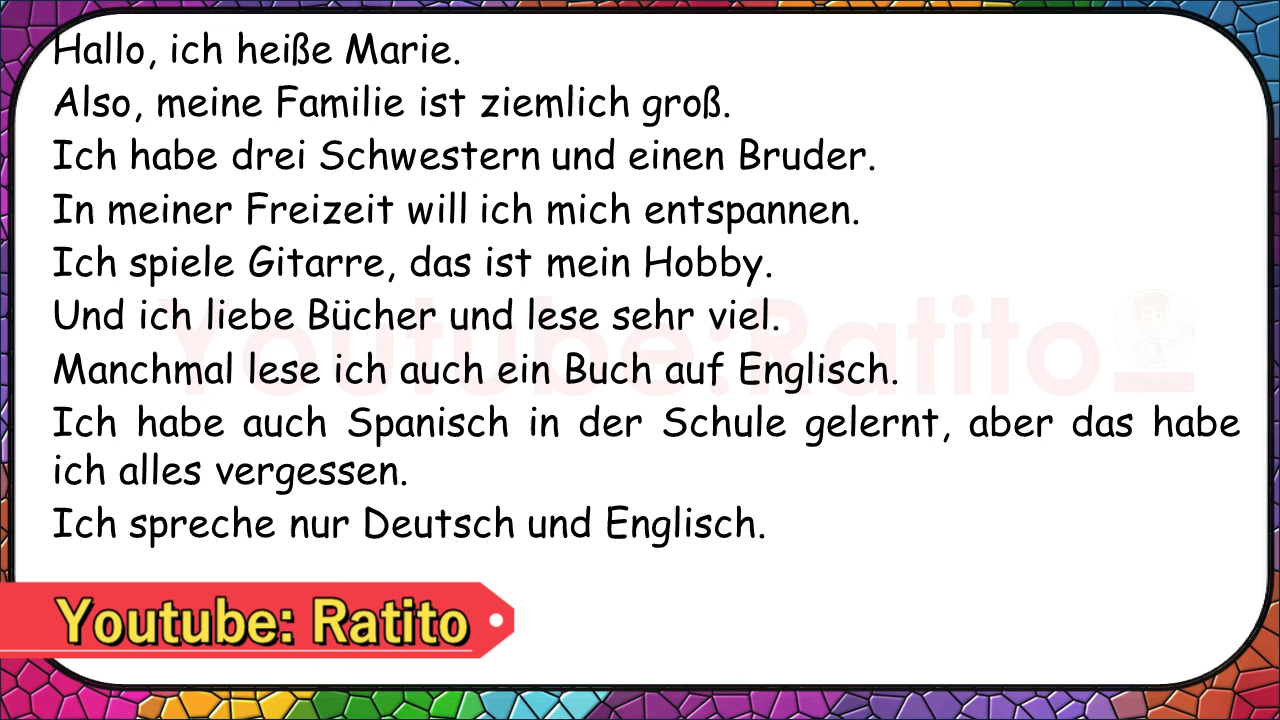 Hallo, ich heiße Marie.
Also, meine Familie ist ziemlich groß.
Ich habe drei Schwestern und einen Bruder.
In meiner Freizeit will ich mich entspannen.
Ich spiele Gitarre, das ist mein Hobby.
Und ich liebe Bücher und lese sehr viel.
Youtube:Ratito
Manchmal lese ich auch ein Buch auf Englisch.
Ich habe auch Spanisch in der Schule gelernt, aber das habe
ich alles vergessen.
Ich spreche nur Deutsch und Englisch.
Youtube: Ratito